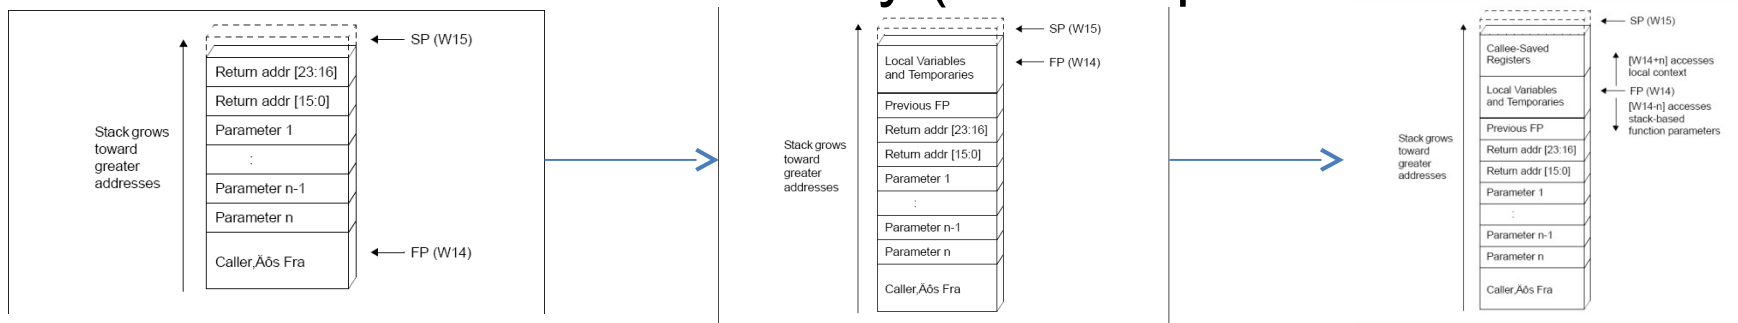 SP (W15)
Return addr [23:16]
Return addr [15:0]
Parameter 1
:
Parameter n-1
Parameter n
Caller‚Äôs Fra
FP (W14)
Stack grows
toward
greater
addresses
SP (W15)
Local Variables
and Temporaries
FP (W14)
Previous FP
Return addr [23:16]
Return addr [15:0]
Parameter 1
:
Parameter n-1
Parameter n
Caller‚Äôs Fra
Stack grows
toward
greater
addresses
SP (W15)
Callee-Saved
Registers
[W14+n] accesses
local context
Local Variables
and Temporaries
FP (W14)
[W14-n] accesses
stack-based
function parameters
Previous FP
Return addr [23:16]
Return addr [15:0]
Parameter 1
:
Parameter n-1
Parameter n
Caller‚Äôs Fra
Stack grows
toward
greater
addresses